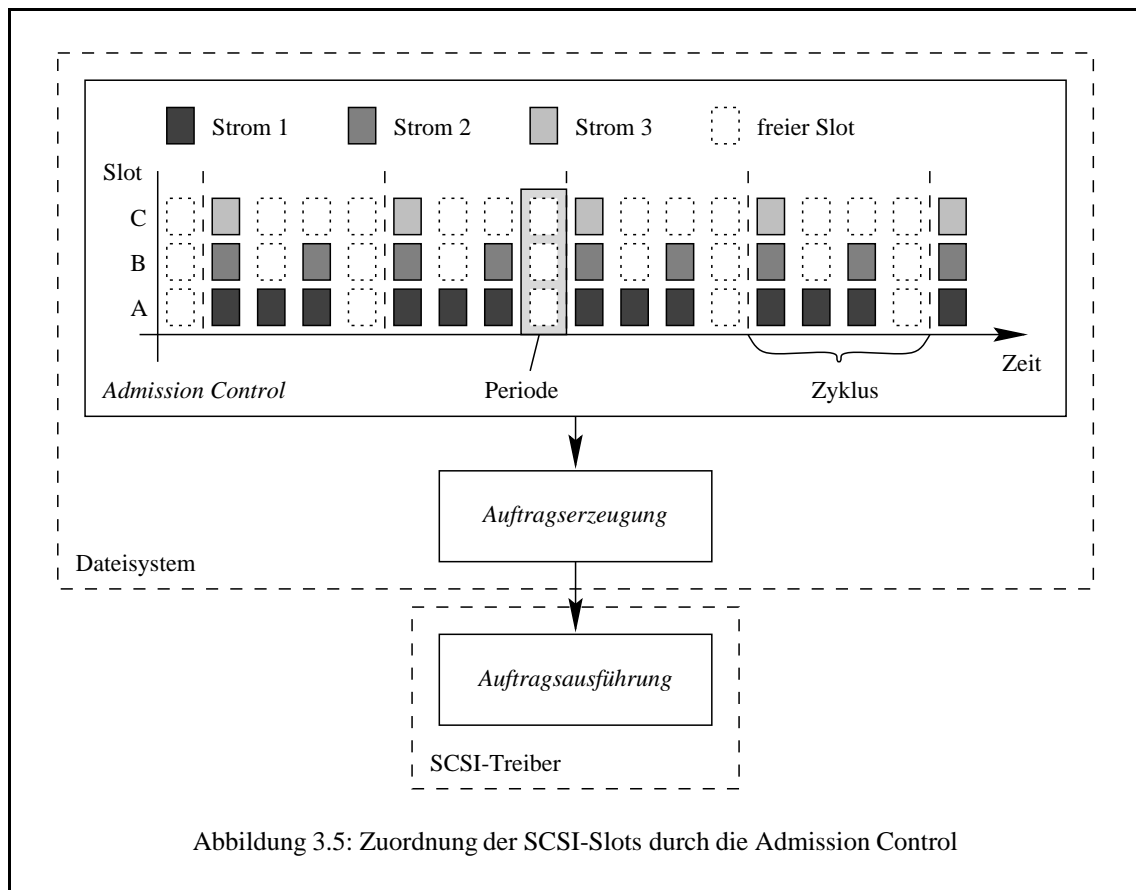 Strom 1 Strom 2 Strom 3 freier Slot
Slot
C
B
A
Zeit
Admission Control Periode Zyklus
Auftragserzeugung
Dateisystem
Auftragsausführung
SCSI-Treiber
Abbildung 3.5: Zuordnung der SCSI-Slots durch die Admission Control